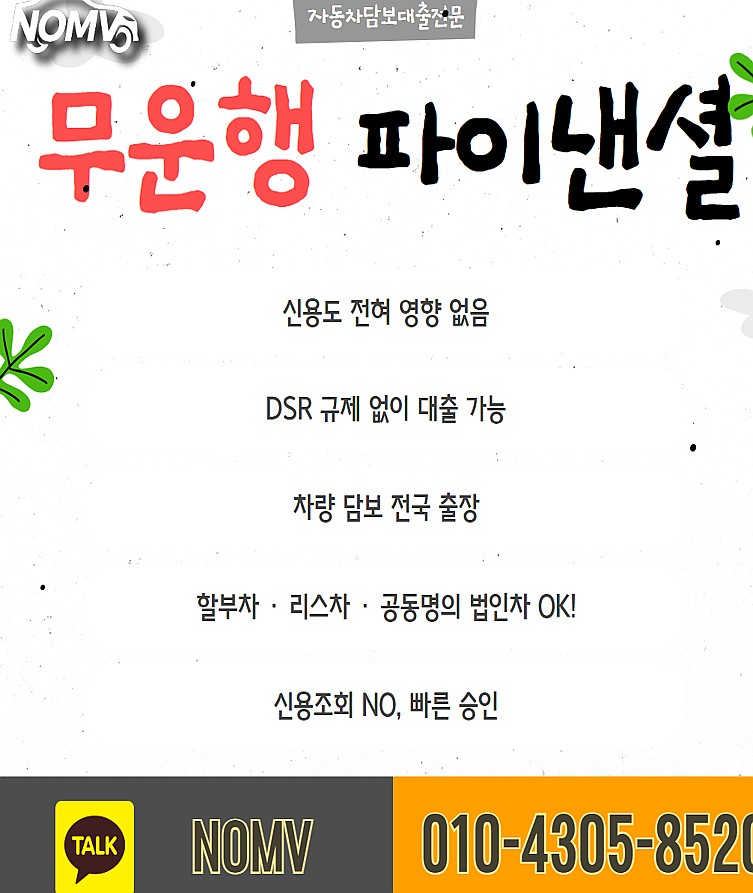 NOMV
자동차담보대출전문
무운행 파이낸셜
신용도 전혀 영향 없음
DSR 규제 없이 대출 가능
차량 담보 전국 출장
할부차 · 리스차 · 공동명의 법인차 OK!
신용조회 NO, 빠른 승인
TALK NOMV 010-4305-8520